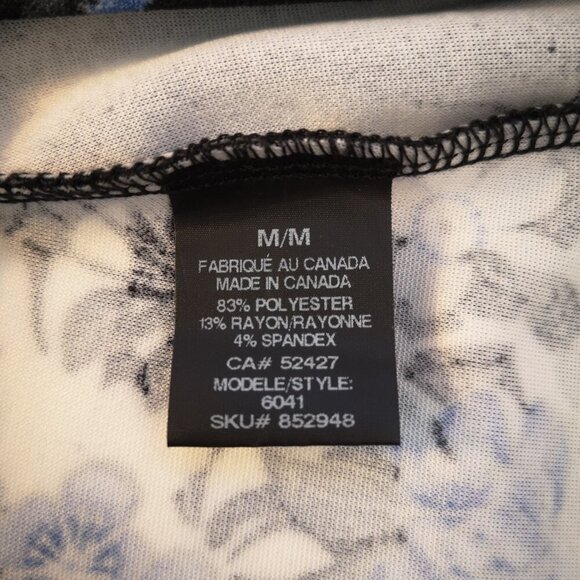 M/M
FABRIQUÉ AU CANADA
MADE IN CANADA
83% POLYESTER
13% RAYON/RAYONNE
4% SPANDEX
CA# 52427
MODELE/STYLE:
6041
SKU# 852948